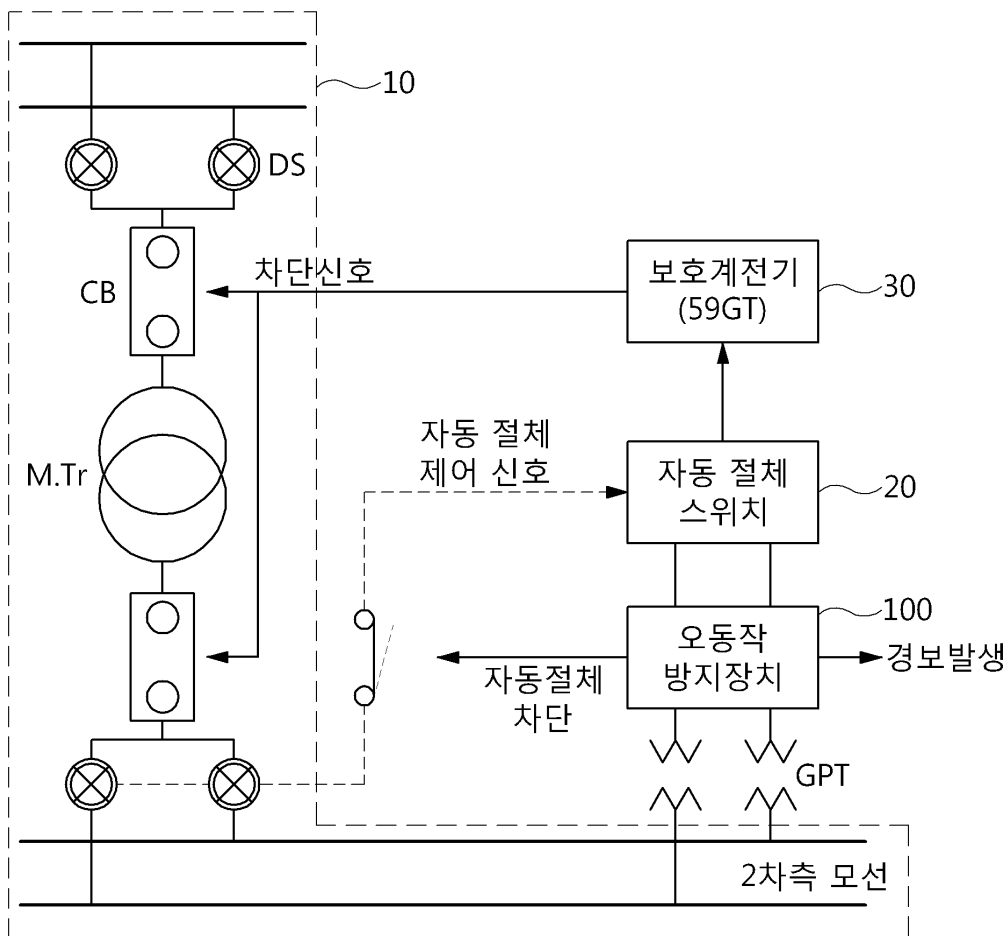 10
DS
차단신호
보호계전기
(59GT)
30
CB
자동 절체
제어 신호
M.Tr
자동 절체
스위치
20
100
오동작
방지장치
경보발생
자동절체
차단
GPT
2차측 모선